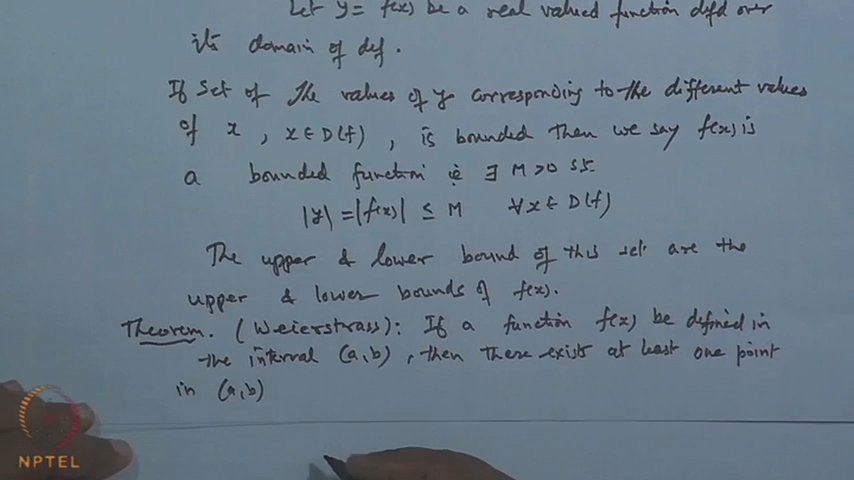 Let y = f(x) be a real valued function defd over
its domain of def.
If Set of the values of y corresponding to the different values
of x, x ∈ D(f), is bounded then we say f(x) is
a bounded function ie ∃ M>0 s.t.
|y| = |f(x)| ≤ M ∀x ∈ D(f)
The upper & lower bound of this set are the
upper & lower bounds of f(x).
Theorem. (Weierstrass): If a function f(x) be defined in
the interval (a,b), then there exists at least one point
in (a,b)
NPTEL